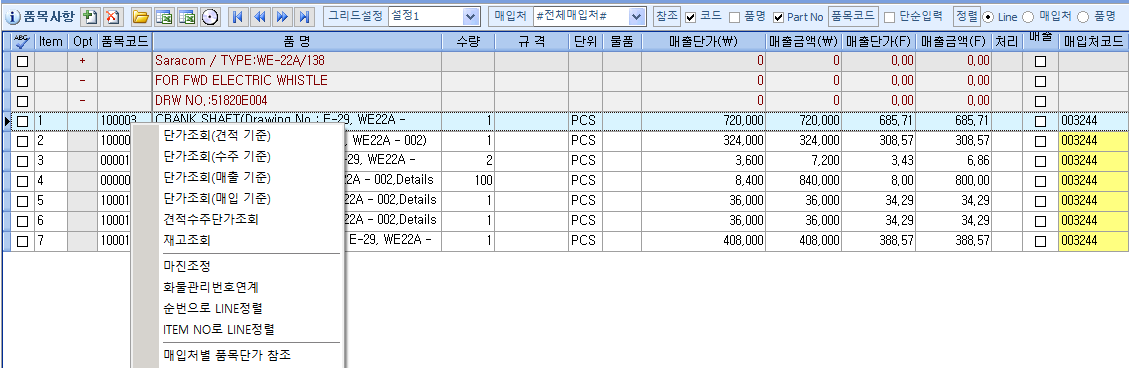 품목사항 그리드설정 설정1 매입처 #전체매입처# 참조 코드 품명 Part No 품목코드 단순입력 정렬 Line 매입처 품명
ABC Item Opt 품목코드 품 명 수량 규 격 단위 물품 매출단가(₩) 매출금액(₩) 매출단가(F) 매출금액(F) 처리 매출 매입처코드
+ Saracom / TYPE:WE-22A/138 0 0 0,00 0,00
- FOR FWD ELECTRIC WHISTLE 0 0 0,00 0,00
- DRW NO,:51820E004 0 0 0,00 0,00
1 100003 CRANK SHAFT(Drawing No : E-29, WE22A - 1 PCS 720,000 720,000 685,71 685,71 003244
2 10000 WE22A - 002) 1 PCS 324,000 324,000 308,57 308,57 003244
3 00001 -29, WE22A - 2 PCS 3,600 7,200 3,43 6,86 003244
4 00000 2A - 002,Details 100 PCS 8,400 840,000 8,00 800,00 003244
5 10001 2A - 002,Details 1 PCS 36,000 36,000 34,29 34,29 003244
6 10001 2A - 002,Details 1 PCS 36,000 36,000 34,29 34,29 003244
7 10001 E-29, WE22A - 1 PCS 408,000 408,000 388,57 388,57 003244
단가조회(견적 기준)
단가조회(수주 기준)
단가조회(매출 기준)
단가조회(매입 기준)
견적수주단가조회
재고조회
마진조정
화물관리번호연계
순번으로 LINE정렬
ITEM NO로 LINE정렬
매입처별 품목단가 참조